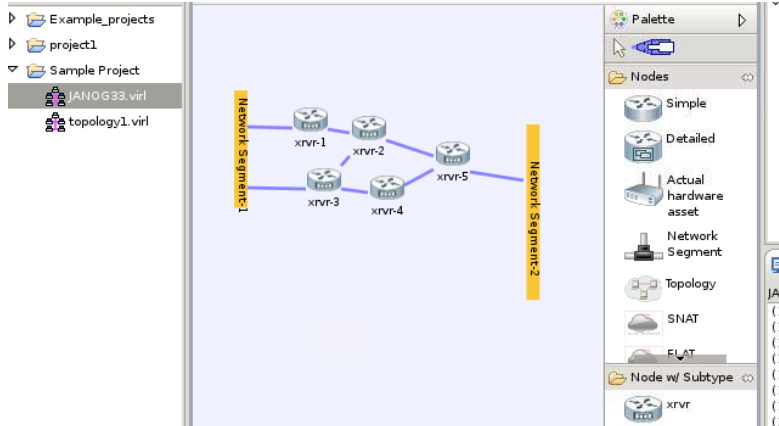 Example_projects
project1
Sample Project
JANOG33.virl
topology1.virl
Network Segment-1
xrvr-1
xrvr-2
xrvr-3
xrvr-4
xrvr-5
Network Segment-2
Palette
Nodes
Simple
Detailed
Actual
hardware
asset
Network
Segment
Topology
SNAT
FLAT
Node w/ Subtype
xrvr
JA
(
(
(
(
(
(
(